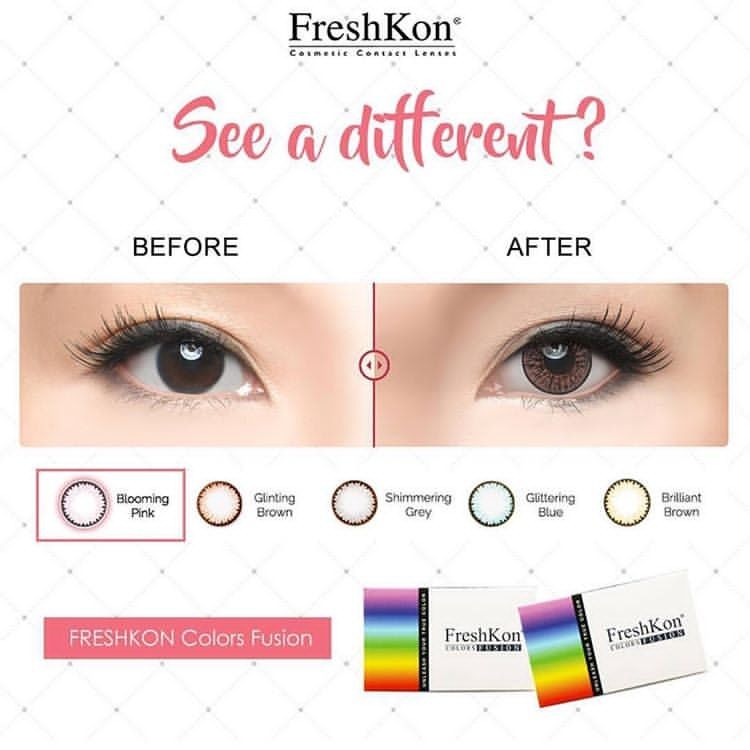 FreshKon®
Cosmetic Contact Lenses
See a different?
BEFORE
AFTER
Blooming
Pink
Glinting
Brown
Shimmering
Grey
Glittering
Blue
Brilliant
Brown
FRESHKON Colors Fusion
UNLEASH YOUR TRUE COLOR
FreshKon®
COLORS FUSION
UNLEASH YOUR TRUE COLOR
FreshKon®
COLORS FUSION